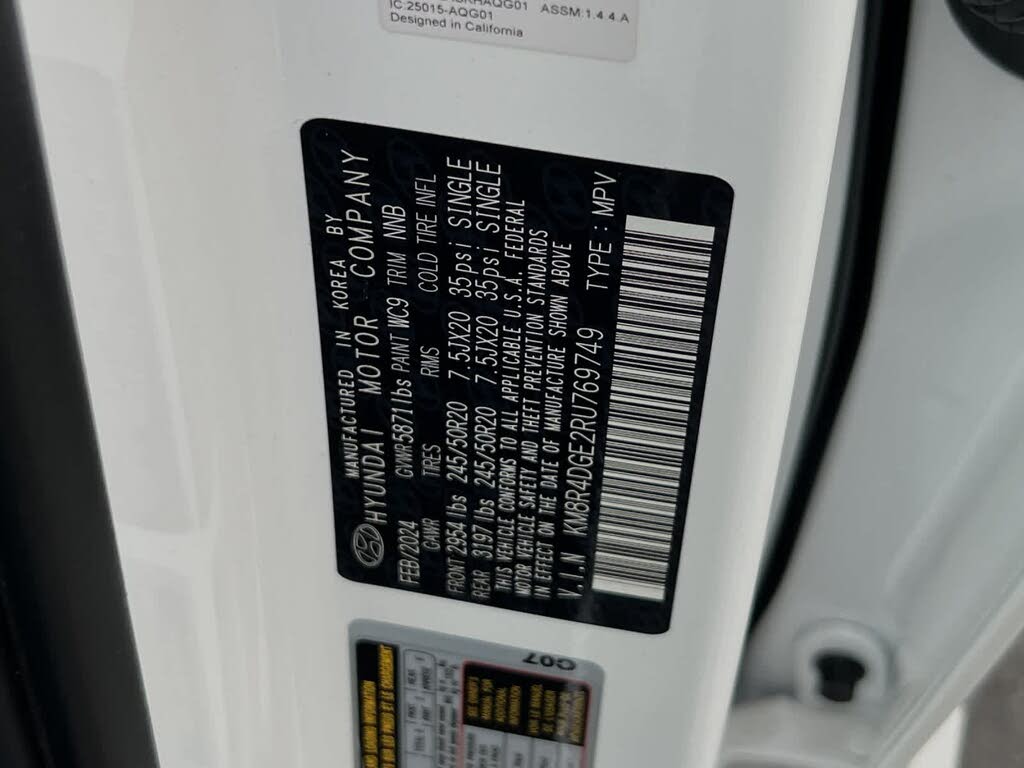 ASSM:1.4 4.A
IC:25015-AQG01
Designed in California
MANUFACTURED IN KOREA BY
HYUNDAI MOTOR COMPANY
FEB/2024 GVWR5871lbs PAINT WC9 TRIM NNB
GAWR TIRES RIMS COLD TIRE INFL
FRONT 2954 lbs 245/50R20 7.5JX20 35psi SINGLE
REAR 3197 lbs 245/50R20 7.5JX20 35psi SINGLE
THIS VEHICLE CONFORMS TO ALL APPLICABLE U.S.A. FEDERAL
MOTOR VEHICLE SAFETY AND THEFT PREVENTION STANDARDS
IN EFFECT ON THE DATE OF MANUFACTURE SHOWN ABOVE
V.I.N KM8R4DGE2RU769749 TYPE : MPV
C07